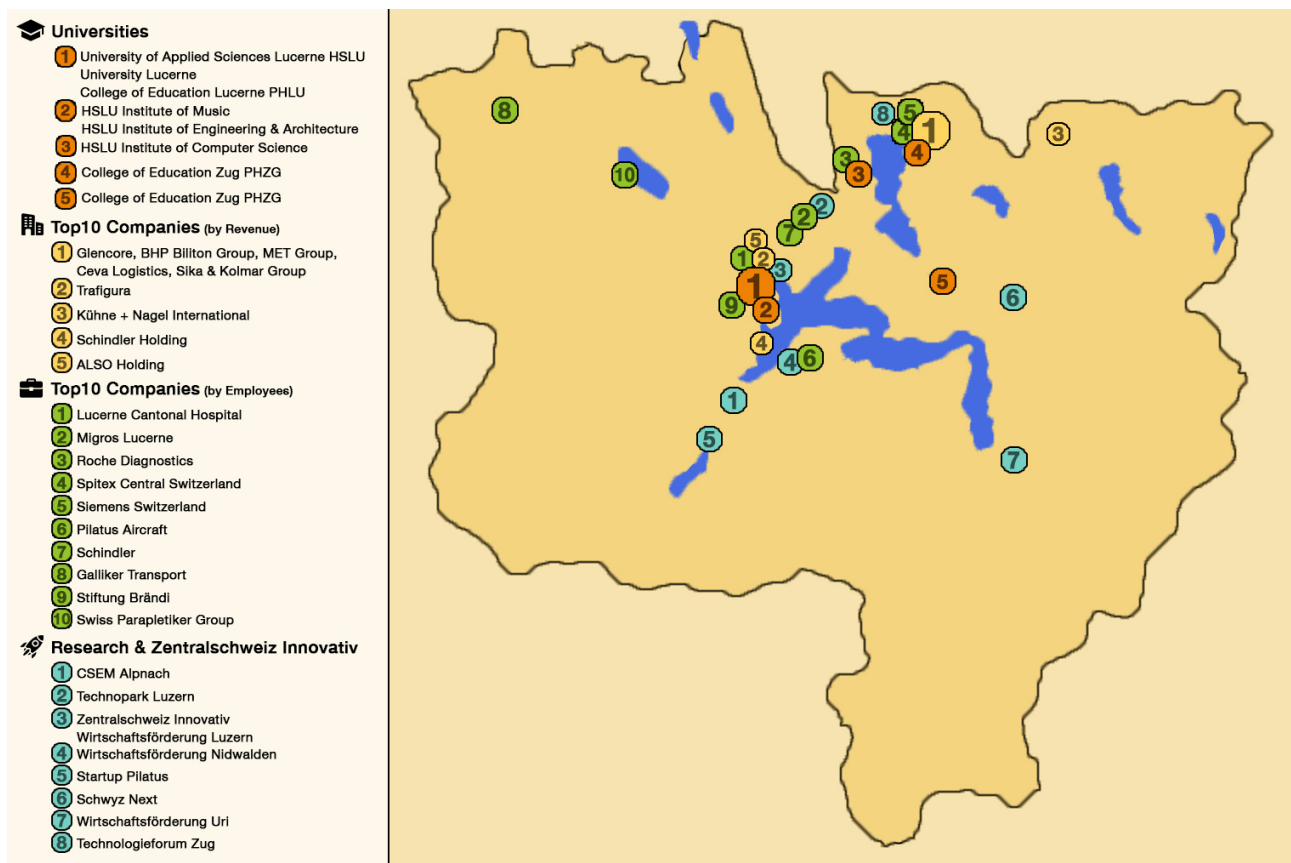 Universities
1 University of Applied Sciences Lucerne HSLU
University Lucerne
College of Education Lucerne PHLU
2 HSLU Institute of Music
HSLU Institute of Engineering & Architecture
3 HSLU Institute of Computer Science
4 College of Education Zug PHZG
5 College of Education Zug PHZG
Top10 Companies (by Revenue)
1 Glencore, BHP Biliton Group, MET Group,
Ceva Logistics, Sika & Kolmar Group
2 Trafigura
3 Kühne + Nagel International
4 Schindler Holding
5 ALSO Holding
Top10 Companies (by Employees)
1 Lucerne Cantonal Hospital
2 Migros Lucerne
3 Roche Diagnostics
4 Spitex Central Switzerland
5 Siemens Switzerland
6 Pilatus Aircraft
7 Schindler
8 Galliker Transport
9 Stiftung Brändi
10 Swiss Parapletiker Group
Research & Zentralschweiz Innovativ
1 CSEM Alpnach
2 Technopark Luzern
3 Zentralschweiz Innovativ
Wirtschaftsförderung Luzern
4 Wirtschaftsförderung Nidwalden
5 Startup Pilatus
6 Schwyz Next
7 Wirtschaftsförderung Uri
8 Technologieforum Zug
8
8
5
4
1
3
4
3
3
10
2
2
7
5
1
2
3
1
9
2
5
6
4
4
6
1
5
7